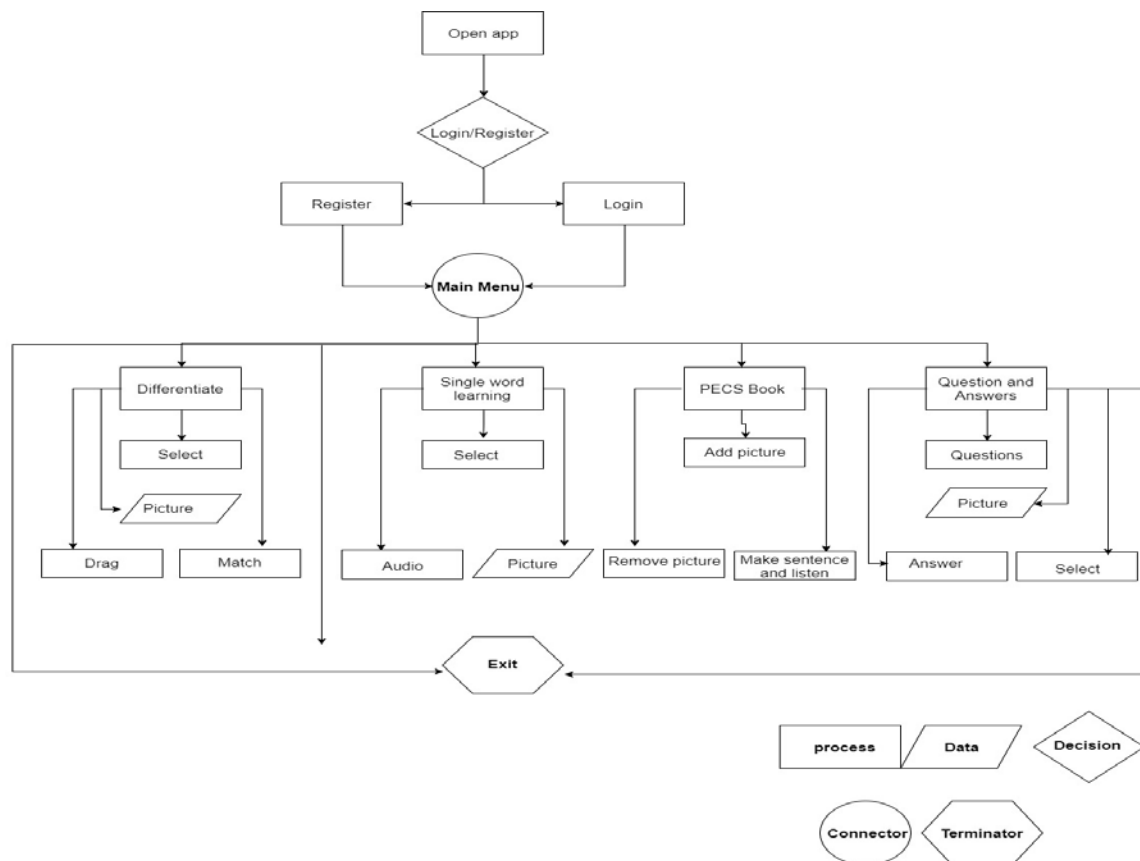 Open app
Login/Register
Register
Login
Main Menu
Differentiate
Single word
learning
PECS Book
Question and
Answers
Select
Select
Add picture
Questions
Picture
Picture
Drag
Match
Audio
Picture
Remove picture
Make sentence
and listen
Answer
Select
Exit
process
Data
Decision
Connector
Terminator